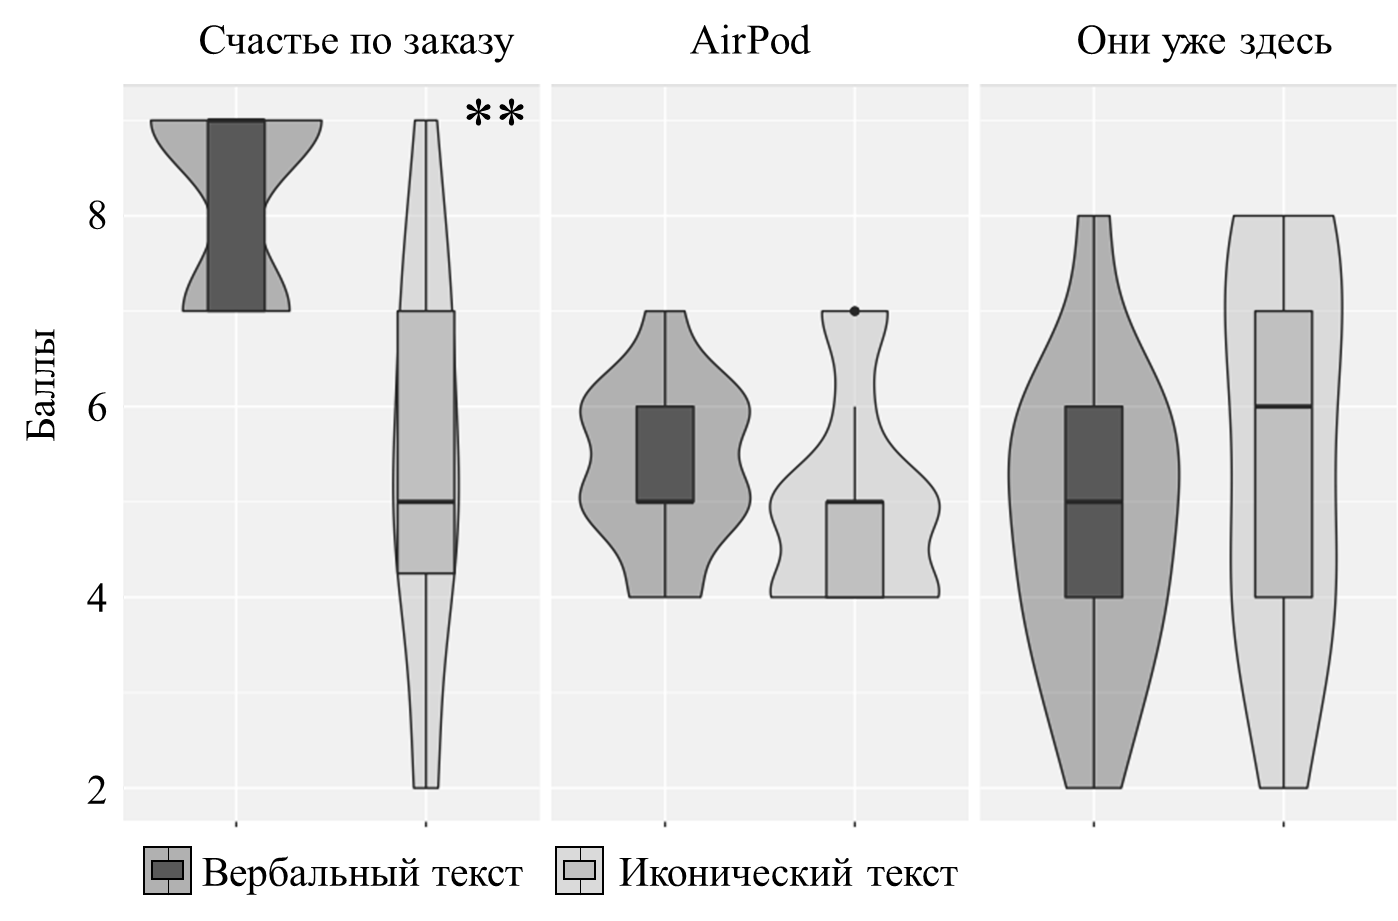 Счастье по заказу
AirPod
Они уже здесь
**
Баллы
8
6
4
2
Вербальный текст
Иконический текст